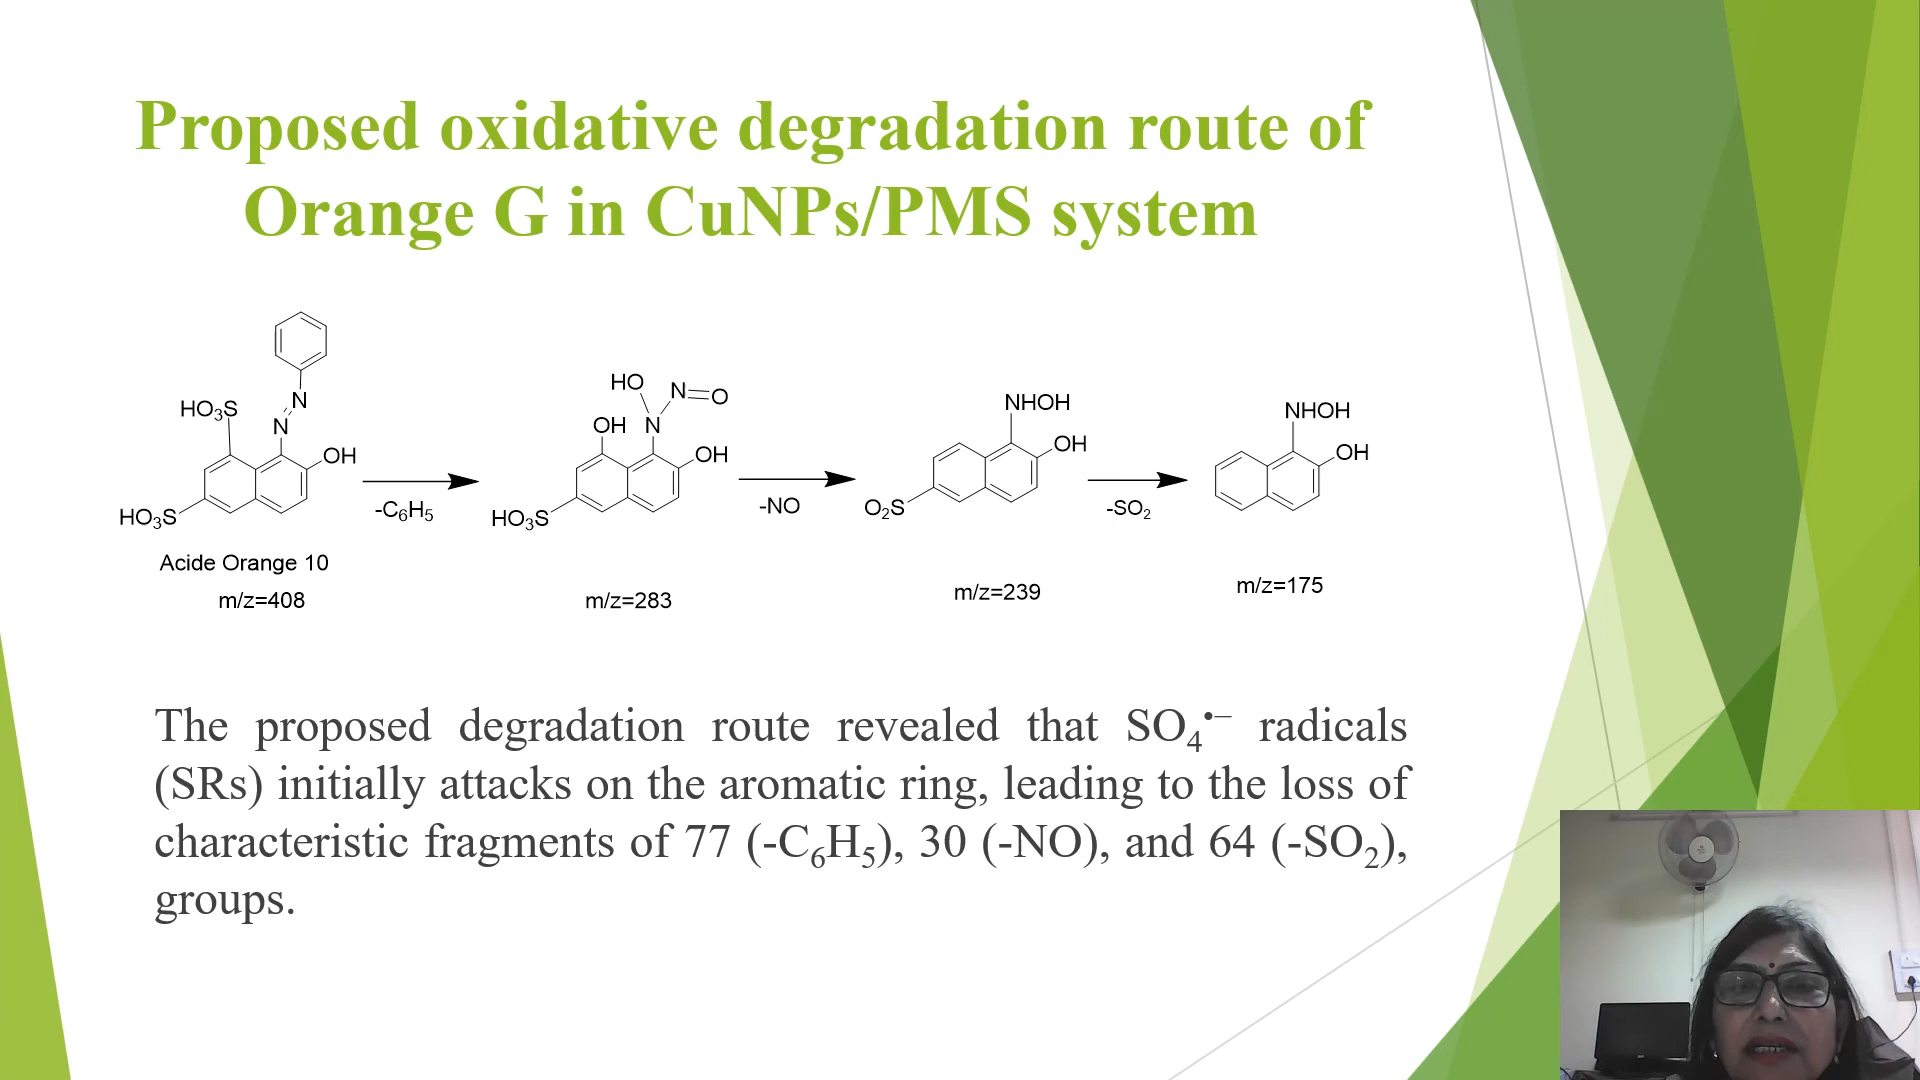 Proposed oxidative degradation route of
Orange G in CuNPs/PMS system
HO₃S
N
N
OH
HO₃S
-C₆H₅
Acide Orange 10
m/z=408
HO
N
O
OH
N
OH
HO₃S
-NO
m/z=283
NHOH
OH
O₂S
-SO₂
m/z=239
NHOH
OH
m/z=175
The proposed degradation route revealed that SO₄•– radicals
(SRs) initially attacks on the aromatic ring, leading to the loss of
characteristic fragments of 77 (-C₆H₅), 30 (-NO), and 64 (-SO₂),
groups.